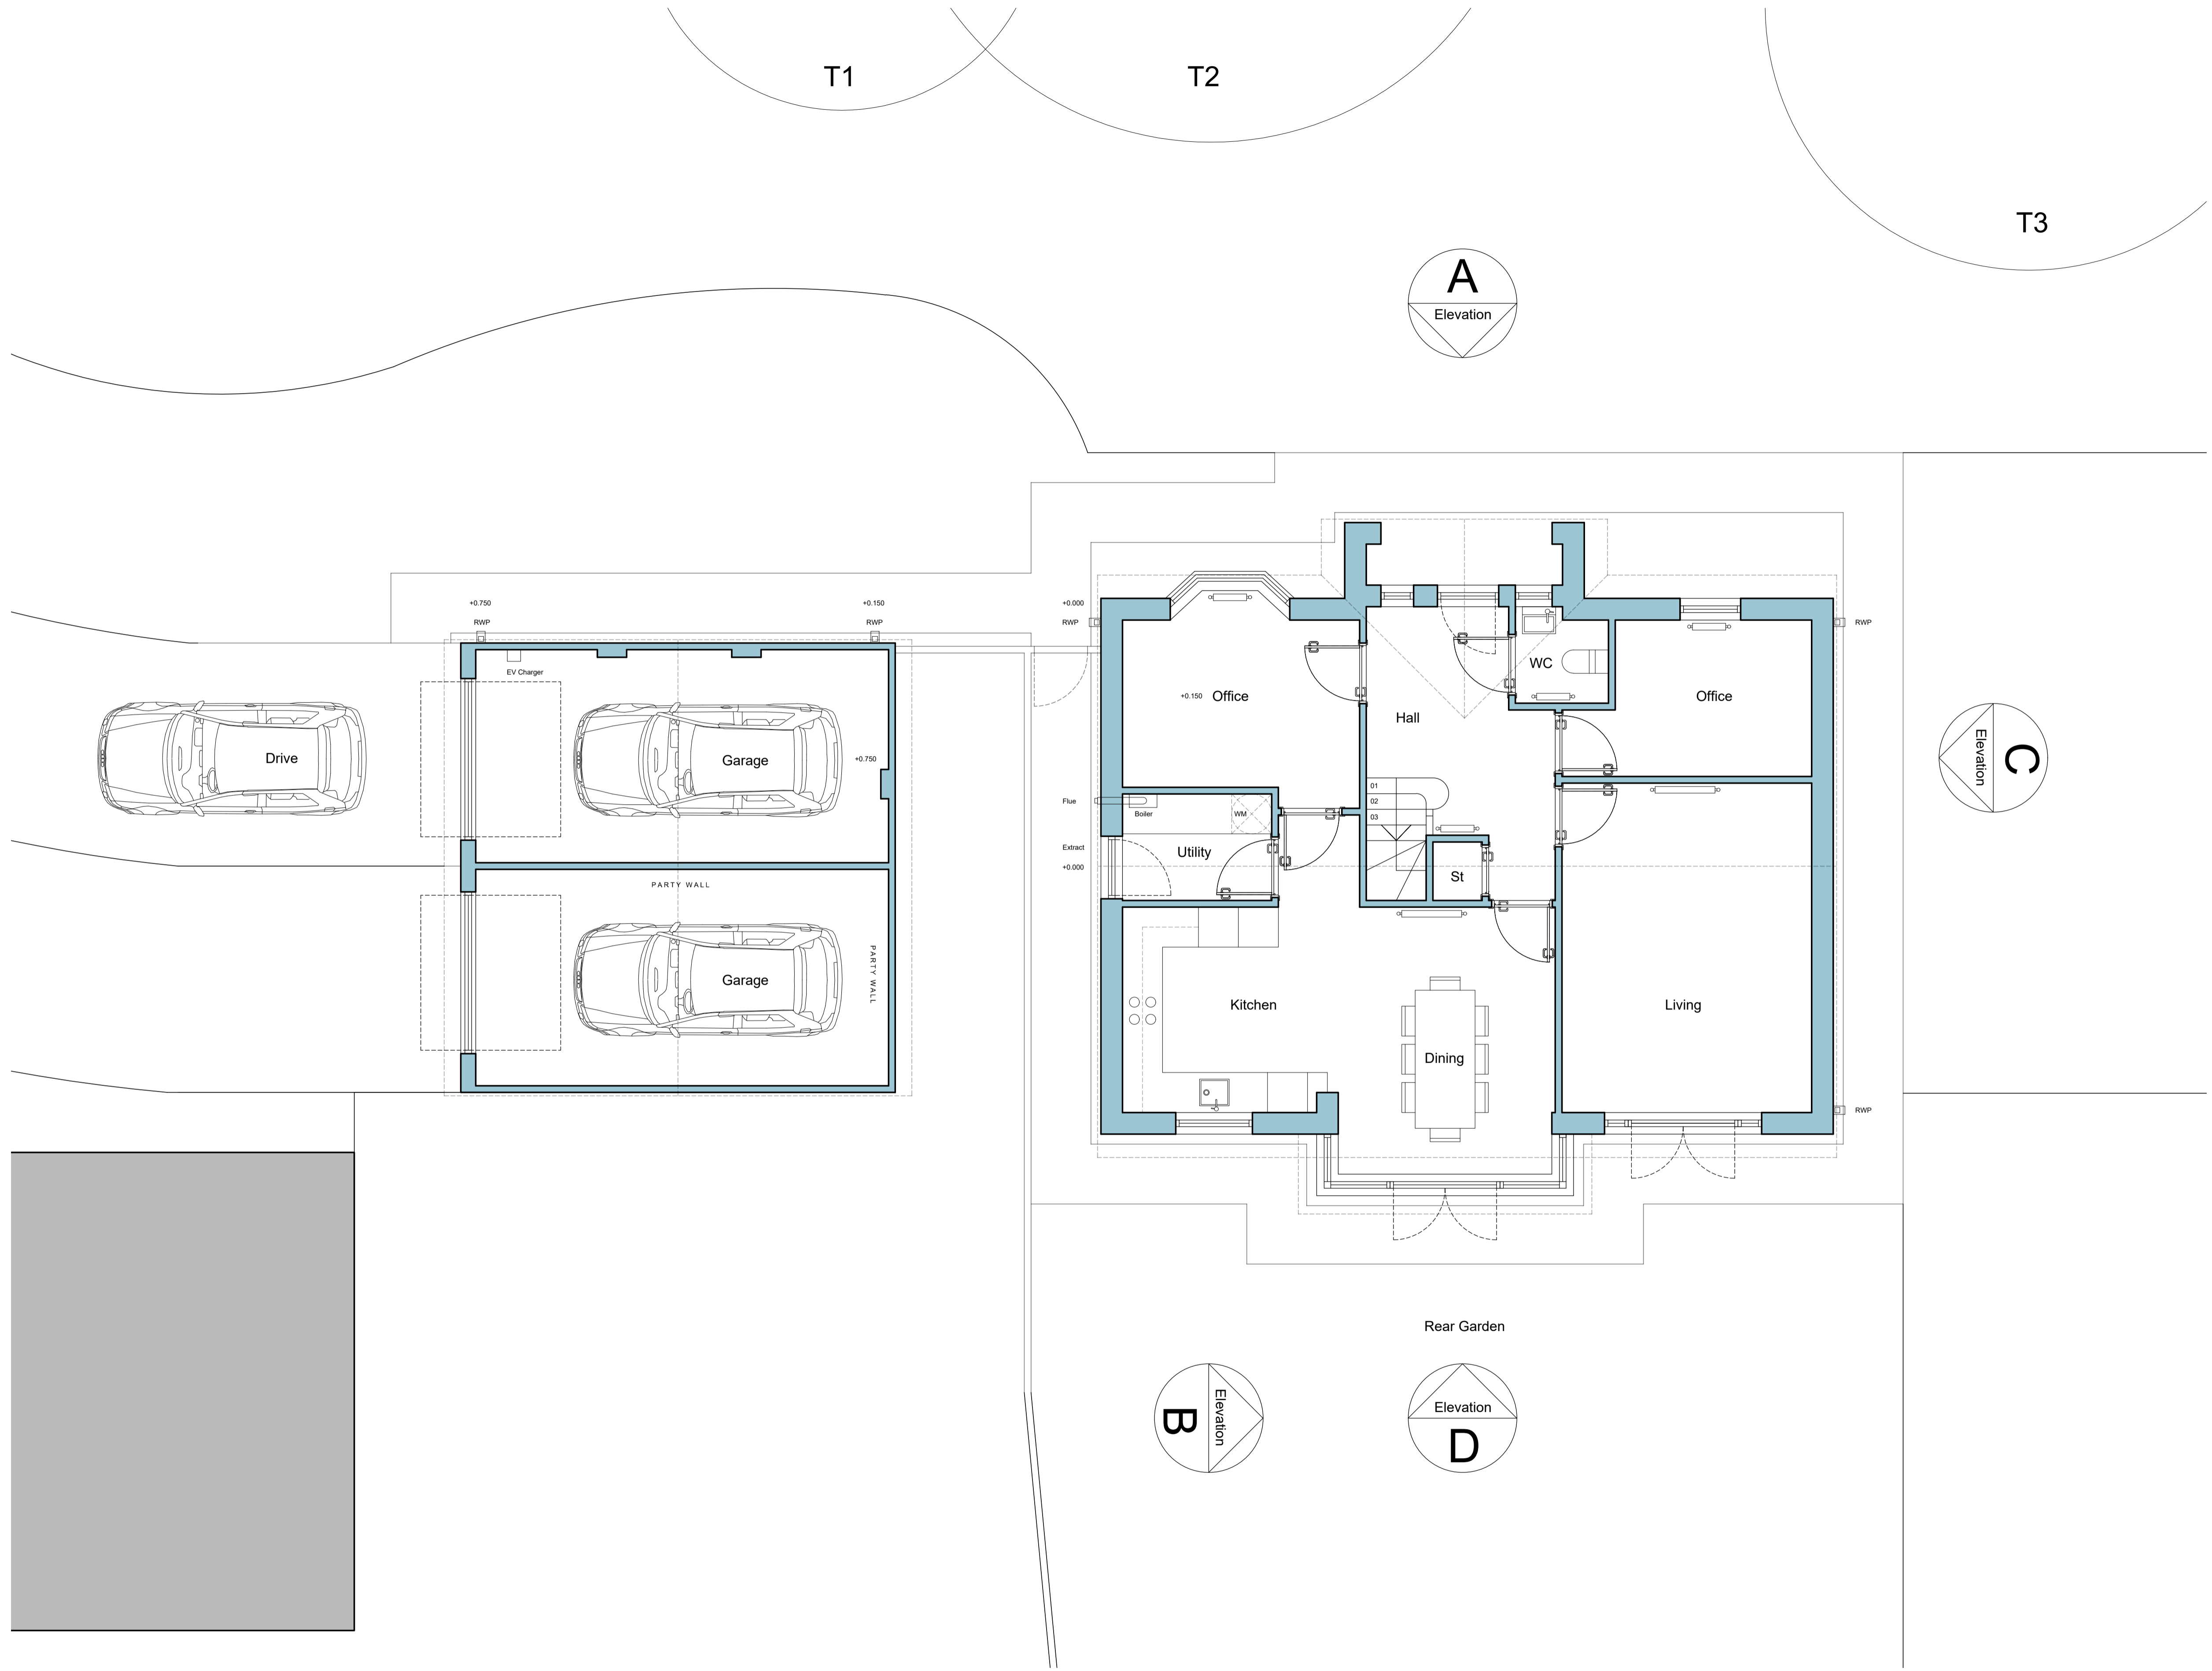 T1
T2
T3
A
Elevation
+0.750
+0.150
+0.000
RWP
RWP
RWP
RWP
EV Charger
WC
+0.150 Office
Office
Hall
Drive
Garage
+0.750
Elevation
C
01
02
03
Flue
Boiler
WM
Extract
+0.000
Utility
St
PARTY WALL
PARTY WALL
Garage
Kitchen
Dining
Living
RWP
Rear Garden
B
Elevation
Elevation
D